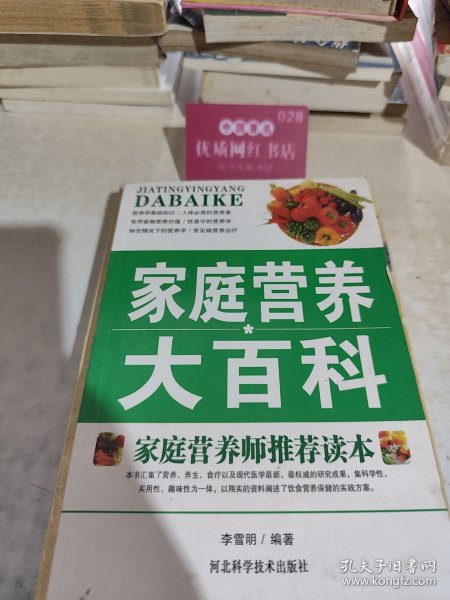 028
中国著名
优质网红书店
JIATINGYINGYANG
DABAIKE
营养学基础知识 / 人体必需的营养素
常用食物营养价值 / 饮食中的营养学
特定情况下的营养学 / 常见病营养治疗
家庭营养
大百科
家庭营养师推荐读本
本书汇集了营养、养生、食疗以及现代医学最新、最权威的研究成果，集科学性、
实用性、趣味性为一体，以翔实的资料阐述了饮食营养保健的实践方案。
李雪明 / 编著
河北科学技术出版社
孔夫子旧书网
www.kongfz.com